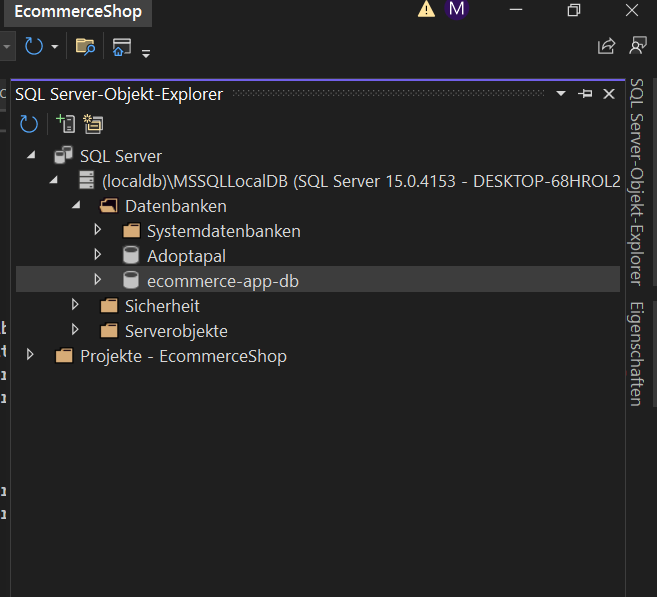 EcommerceShop
M
SQL Server-Objekt-Explorer
SQL Server
(localdb)\MSSQLLocalDB (SQL Server 15.0.4153 - DESKTOP-68HROL2
Datenbanken
Systemdatenbanken
Adoptapal
ecommerce-app-db
Sicherheit
Serverobjekte
Projekte - EcommerceShop
SQL Server-Objekt-Explorer
Eigenschaften